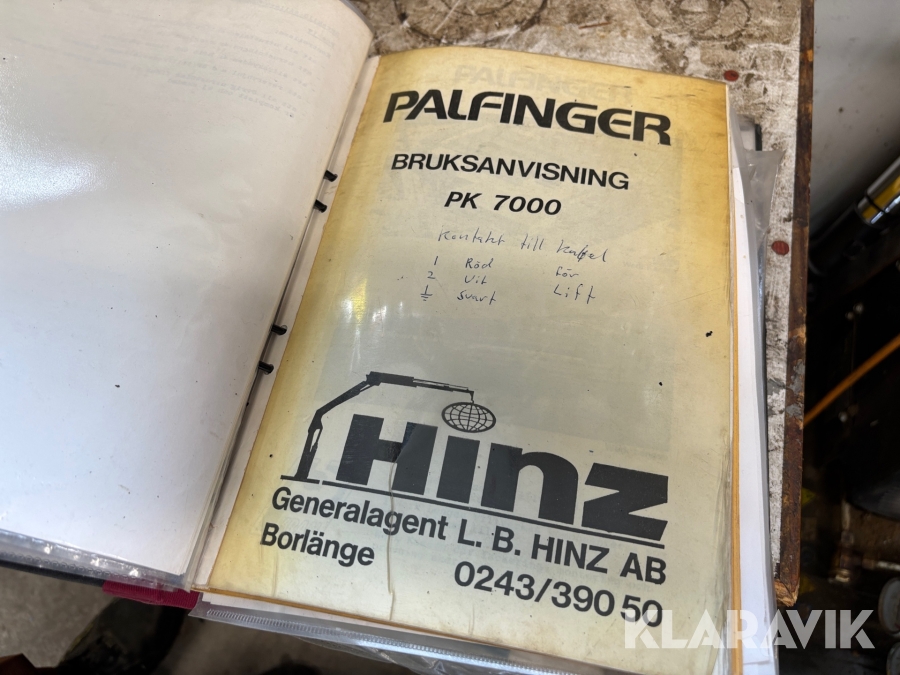 PALFINGER
BRUKSANVISNING
PK 7000
Kontakt till Kabel
1 Röd för
2 Vit Lift
⏚ Svart
Hinz
Generalagent L. B. HINZ AB
Borlänge 0243/390 50
KLARAVIK